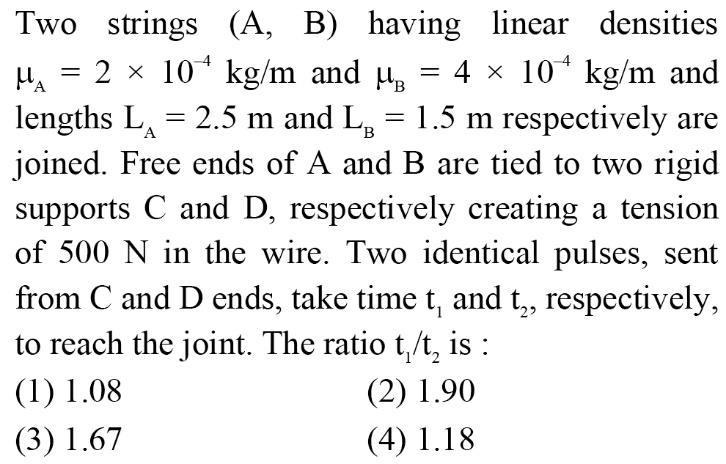 Two strings (A, B) having linear densities
μ_A = 2 × 10⁻⁴ kg/m and μ_B = 4 × 10⁻⁴ kg/m and
lengths L_A = 2.5 m and L_B = 1.5 m respectively are
joined. Free ends of A and B are tied to two rigid
supports C and D, respectively creating a tension
of 500 N in the wire. Two identical pulses, sent
from C and D ends, take time t₁ and t₂, respectively,
to reach the joint. The ratio t₁/t₂ is :
(1) 1.08 (2) 1.90
(3) 1.67 (4) 1.18